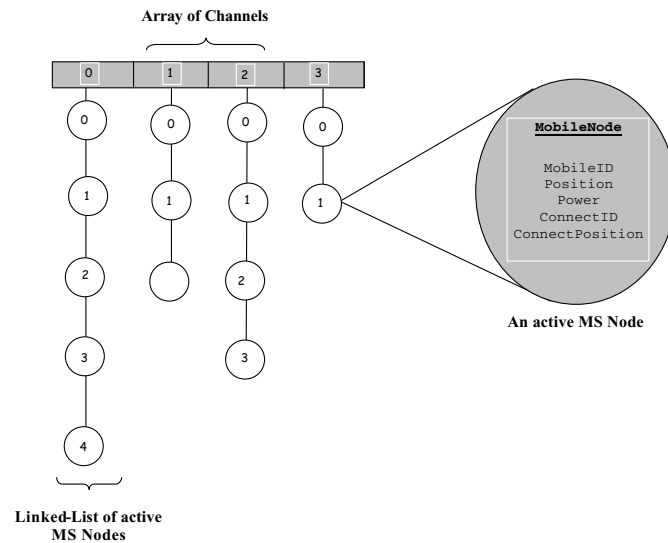 Array of Channels
0 1 2 3
0 0 0 0
1 1 1 1
2 2
3 3
4
MobileNode
MobileID
Position
Power
ConnectID
ConnectPosition
An active MS Node
Linked-List of active
MS Nodes